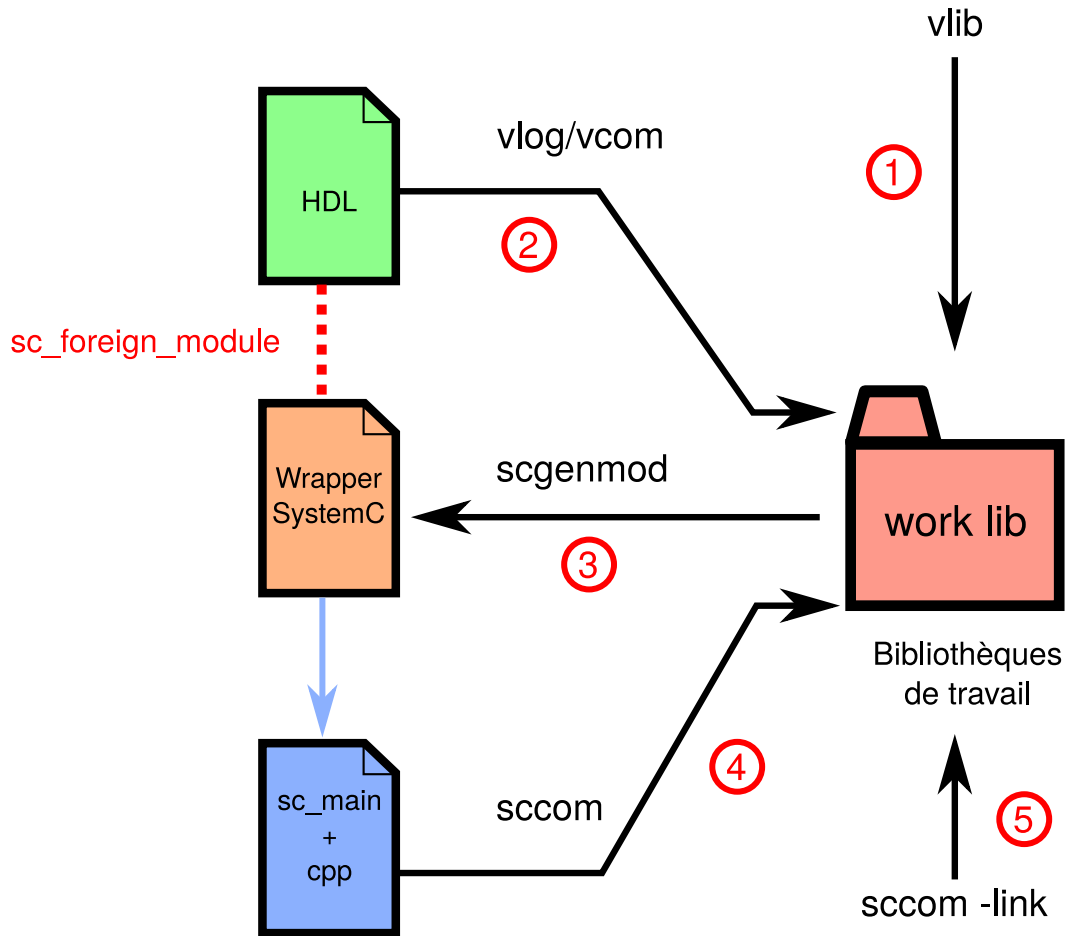 vlib
1
vlog/vcom
HDL
2
sc_foreign_module
scgenmod
Wrapper
SystemC
work lib
3
Bibliothèques
de travail
4
sc_main
+
cpp
sccom
5
sccom -link